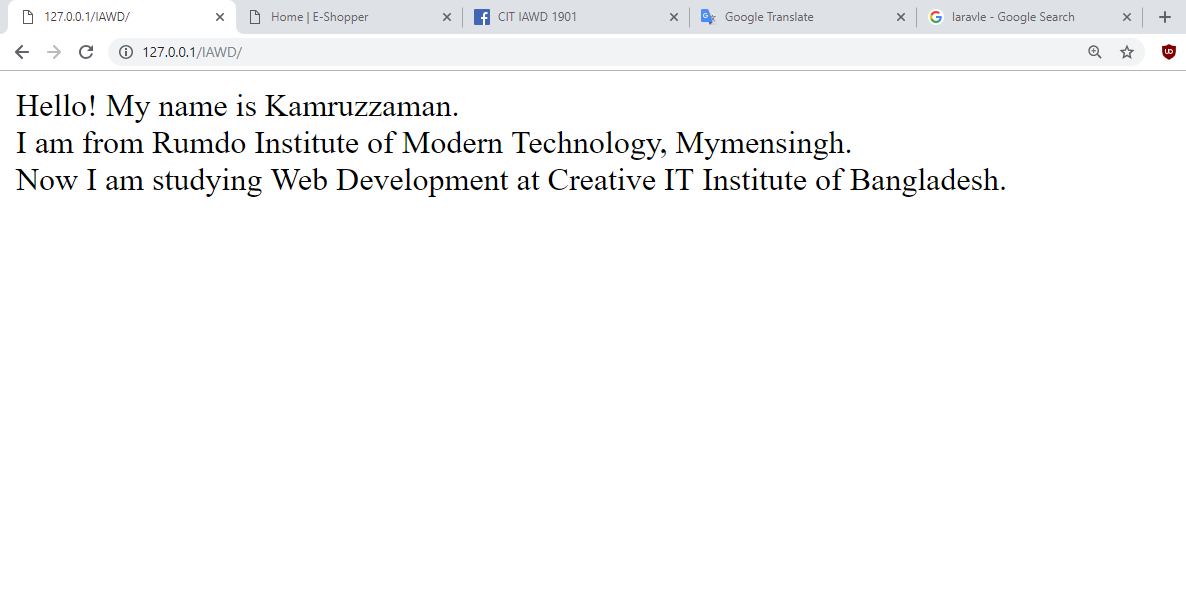 127.0.0.1/IAWD/
Home | E-Shopper
CIT IAWD 1901
Google Translate
laravle - Google Search
127.0.0.1/IAWD/
Hello! My name is Kamruzzaman.
I am from Rumdo Institute of Modern Technology, Mymensingh.
Now I am studying Web Development at Creative IT Institute of Bangladesh.